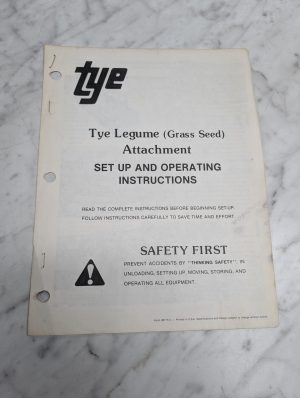 tye
Tye Legume (Grass Seed)
Attachment
SET UP AND OPERATING
INSTRUCTIONS
READ THE COMPLETE INSTRUCTIONS BEFORE BEGINNING SET-UP.
FOLLOW INSTRUCTIONS CAREFULLY TO SAVE TIME AND EFFORT.
SAFETY FIRST
PREVENT ACCIDENTS BY "THINKING SAFETY" IN
UNLOADING, SETTING UP, MOVING, STORING, AND
OPERATING ALL EQUIPMENT.